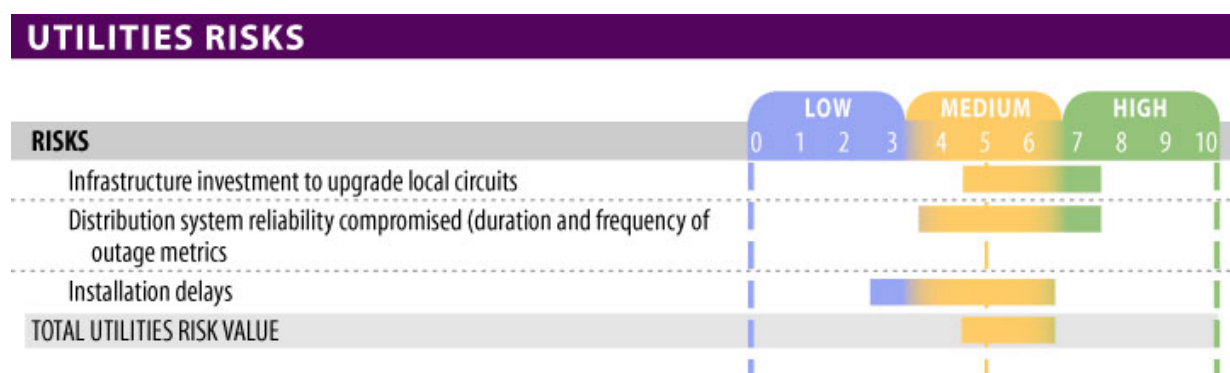 UTILITIES RISKS
LOW MEDIUM HIGH
RISKS 0 1 2 3 4 5 6 7 8 9 10
Infrastructure investment to upgrade local circuits
Distribution system reliability compromised (duration and frequency of
outage metrics
Installation delays
TOTAL UTILITIES RISK VALUE